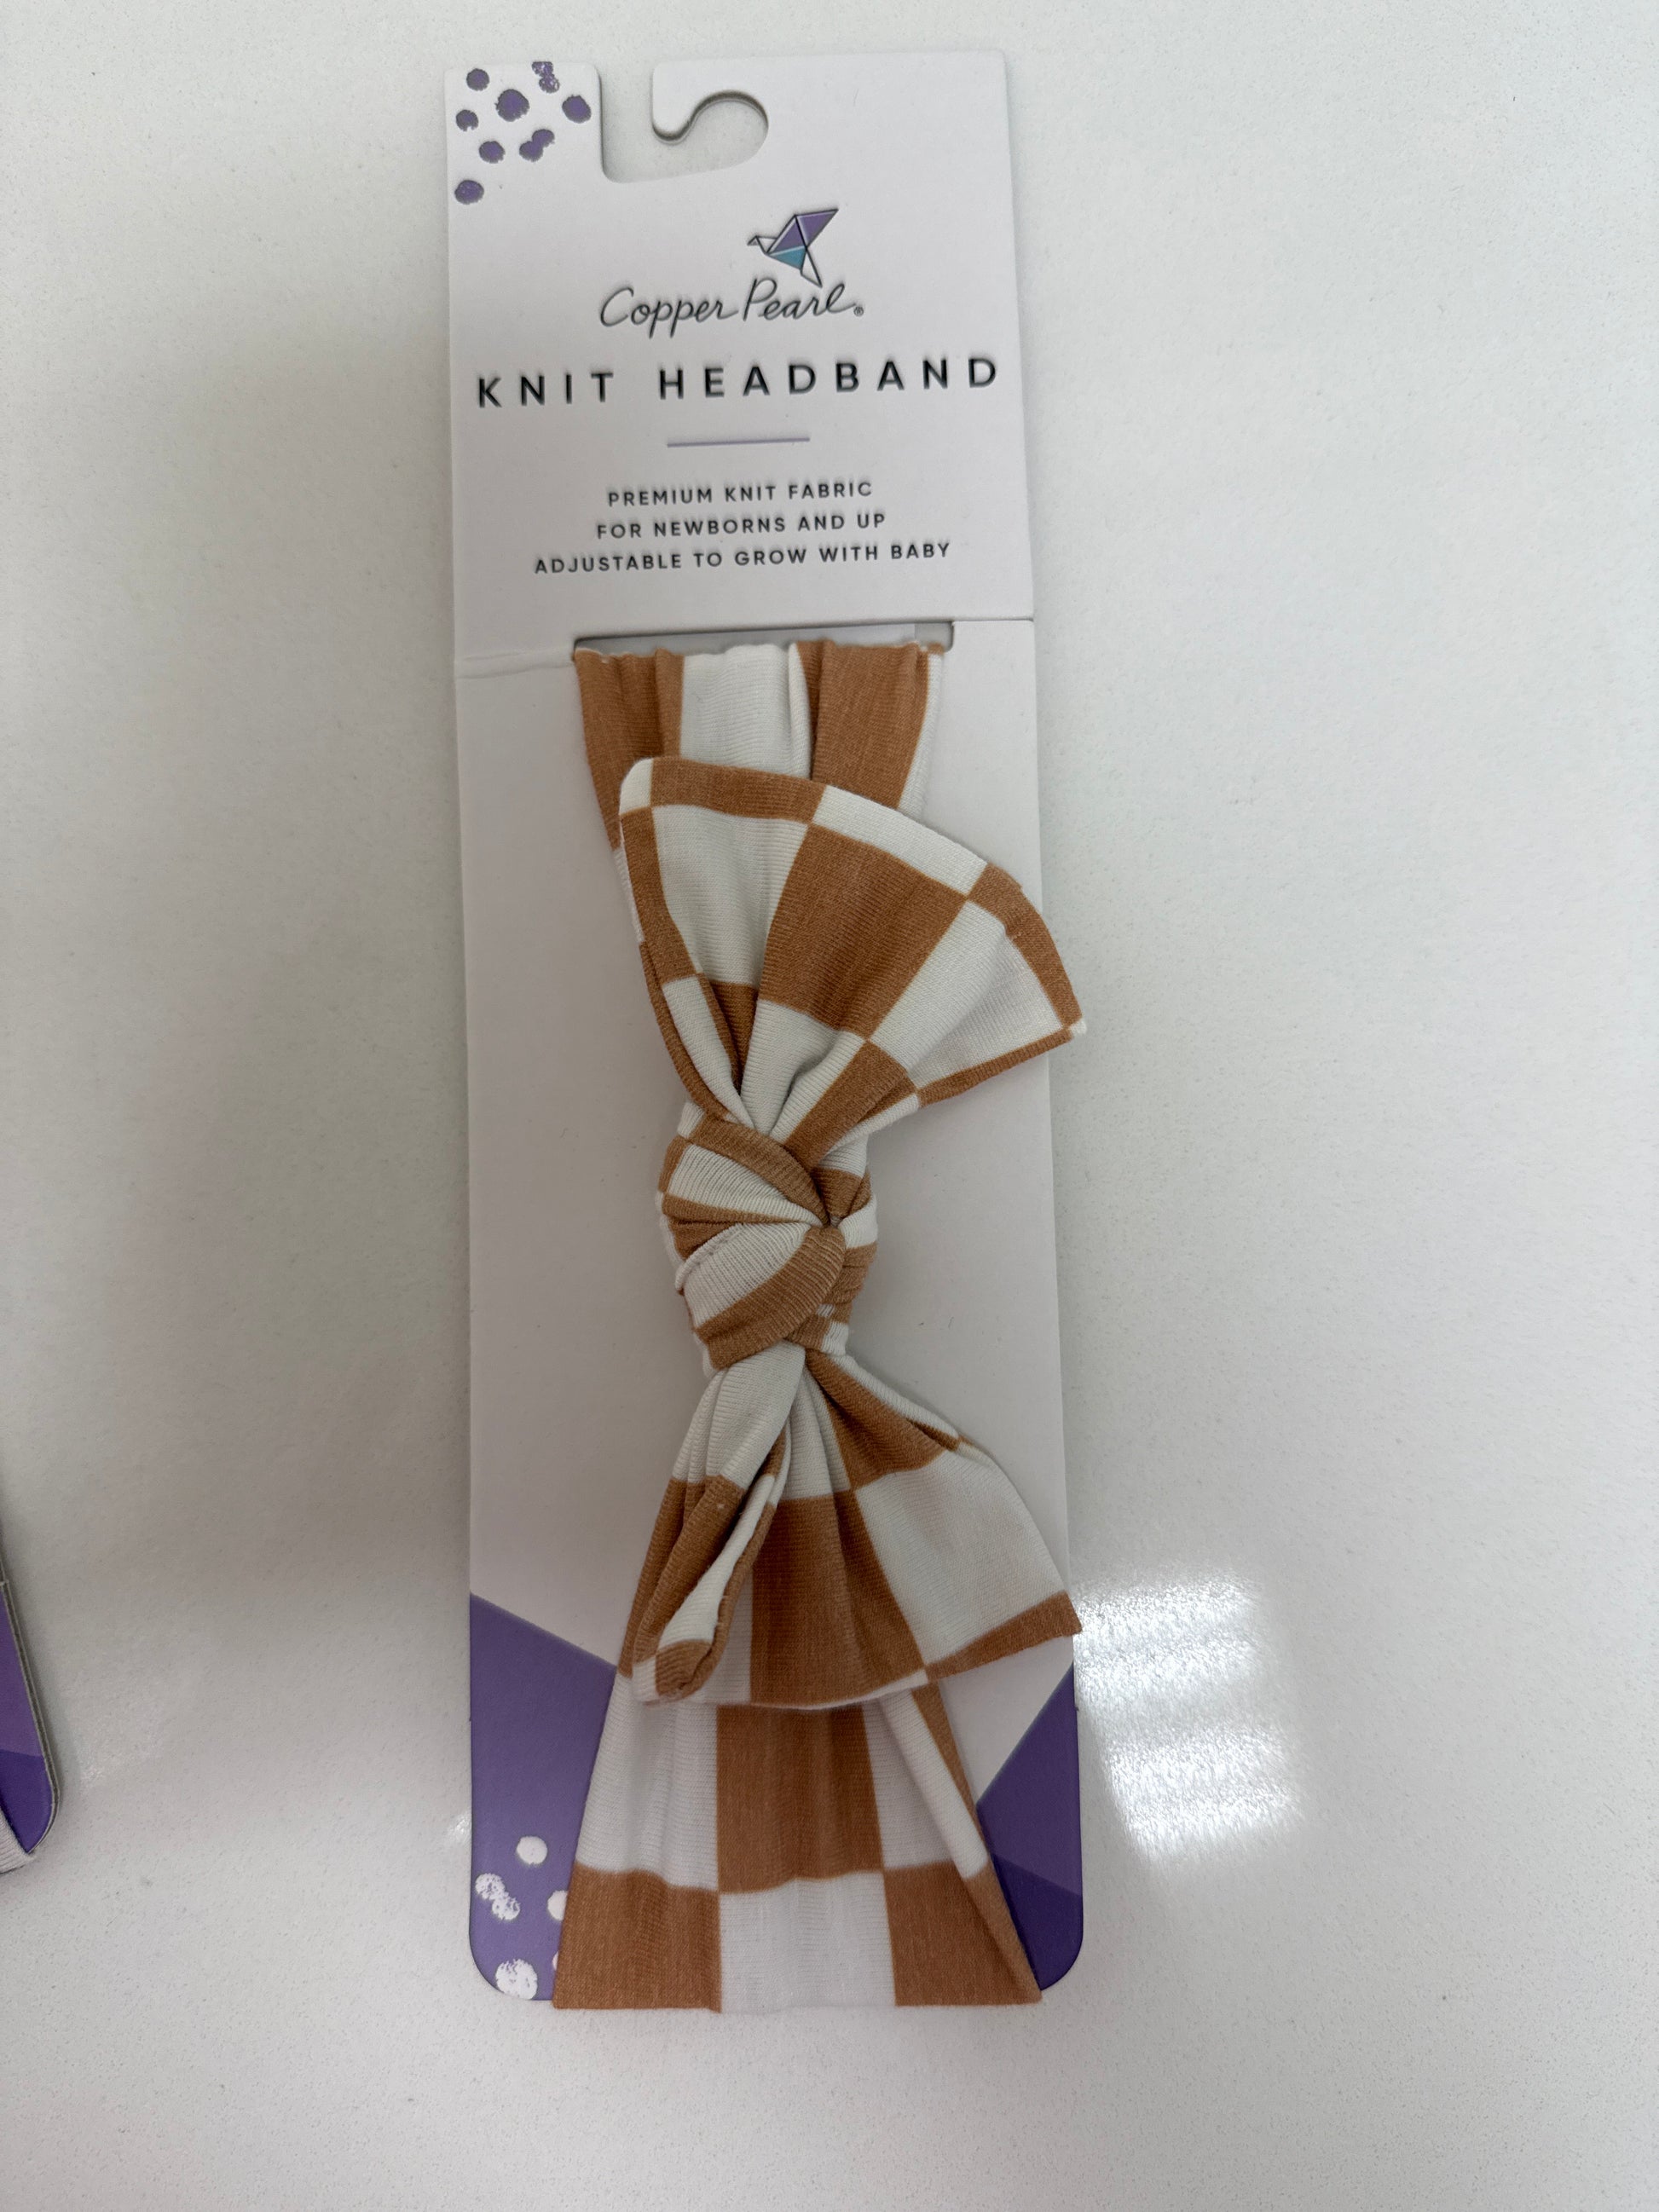 Copper Pearl®
KNIT HEADBAND
PREMIUM KNIT FABRIC
FOR NEWBORNS AND UP
ADJUSTABLE TO GROW WITH BABY